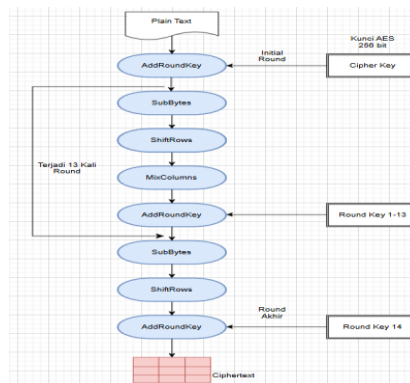 Plain Text
Kunci AES
256 bit
Initial
Round
AddRoundKey
Cipher Key
SubBytes
ShiftRows
Terjadi 13 Kali
Round
MixColumns
AddRoundKey
Round Key 1-13
SubBytes
ShiftRows
Round
Akhir
AddRoundKey
Round Key 14
Ciphertext